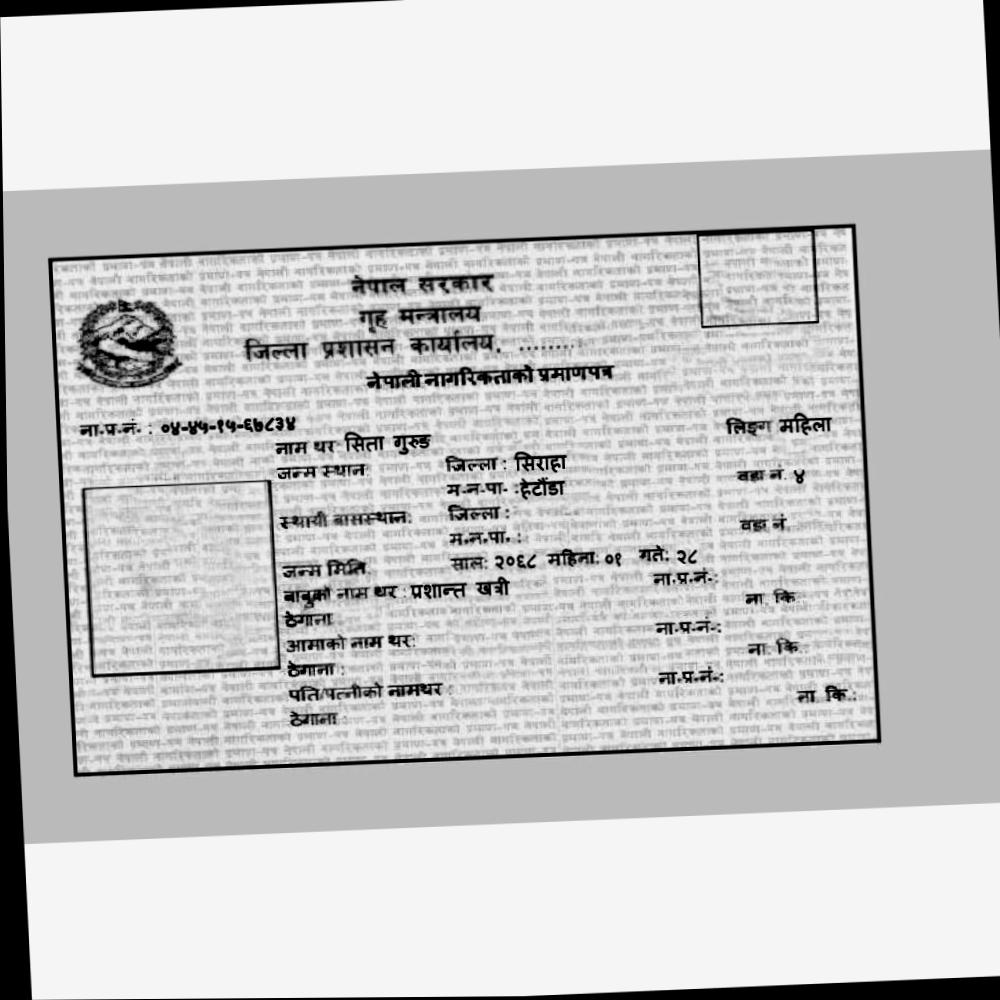 नेपाल सरकार
गृह मन्त्रालय
जिल्ला प्रशासन कार्यालय, .........
नेपाली नागरिकताको प्रमाणपत्र
ना.प्र.नं. : ०४-४५-१५-६७८३४
लिङ्ग महिला
नाम थर: सिता गुरुङ
जन्म स्थान: जिल्ला : सिराहा
म.न.पा. :हेटौंडा वडा नं. ४
स्थायी बासस्थान: जिल्ला :
म.न.पा. : वडा नं.
जन्म मिति: साल: २०६८ महिना: ०१ गते: २८
बाबुको नाम थर : प्रशान्त खत्री ना.प्र.नं.:
ठेगाना ना. कि.:
आमाको नाम थर: ना.प्र.नं.:
ठेगाना : ना. कि.:
पति/पत्नीको नामथर : ना.प्र.नं.:
ठेगाना : ना. कि.: